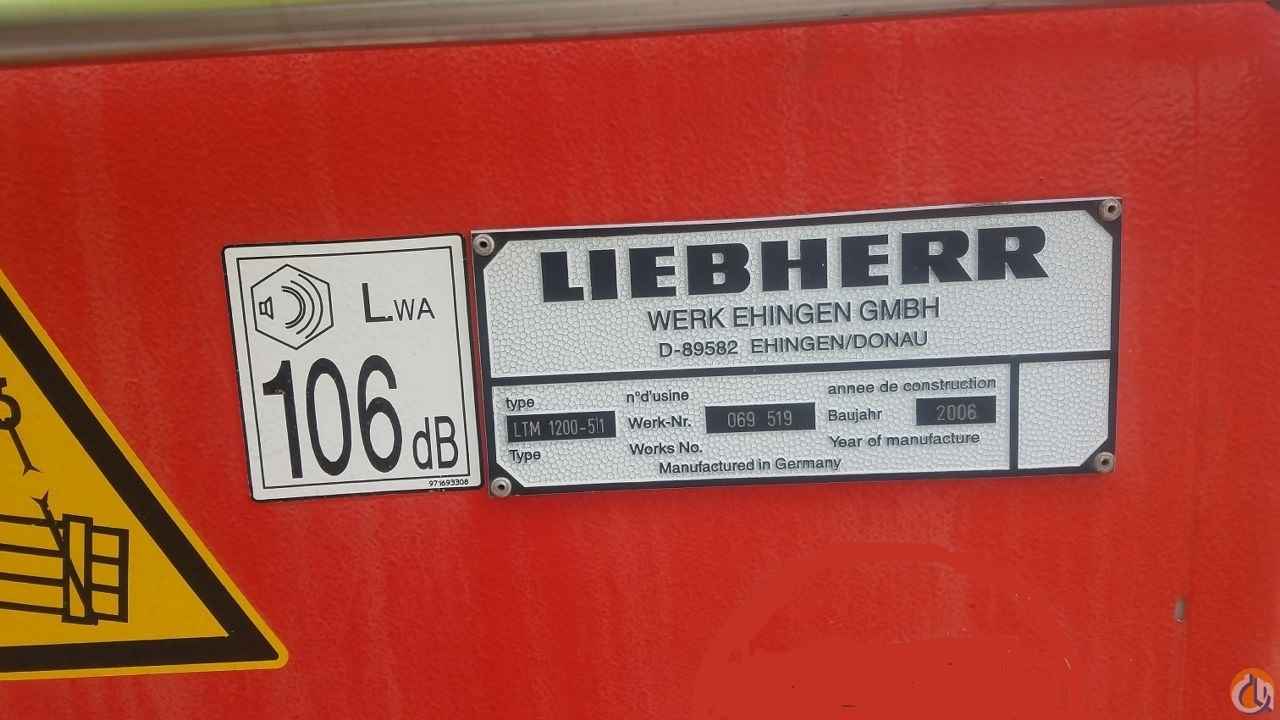 LWA
106 dB
971693308
LIEBHERR
WERK EHINGEN GMBH
D-89582 EHINGEN/DONAU
type
LTM 1200-5.1
Type
n°d'usine
Werk-Nr. 069 519
Works No.
annee de construction
Baujahr 2006
Year of manufacture
Manufactured in Germany